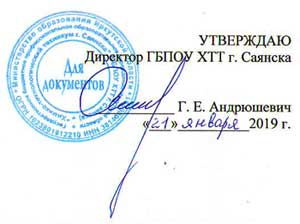 УТВЕРЖДАЮ
Директор ГБПОУ ХТТ г. Саянска
Г. Е. Андрюшевич
«21» января 2019 г.
Для
документов